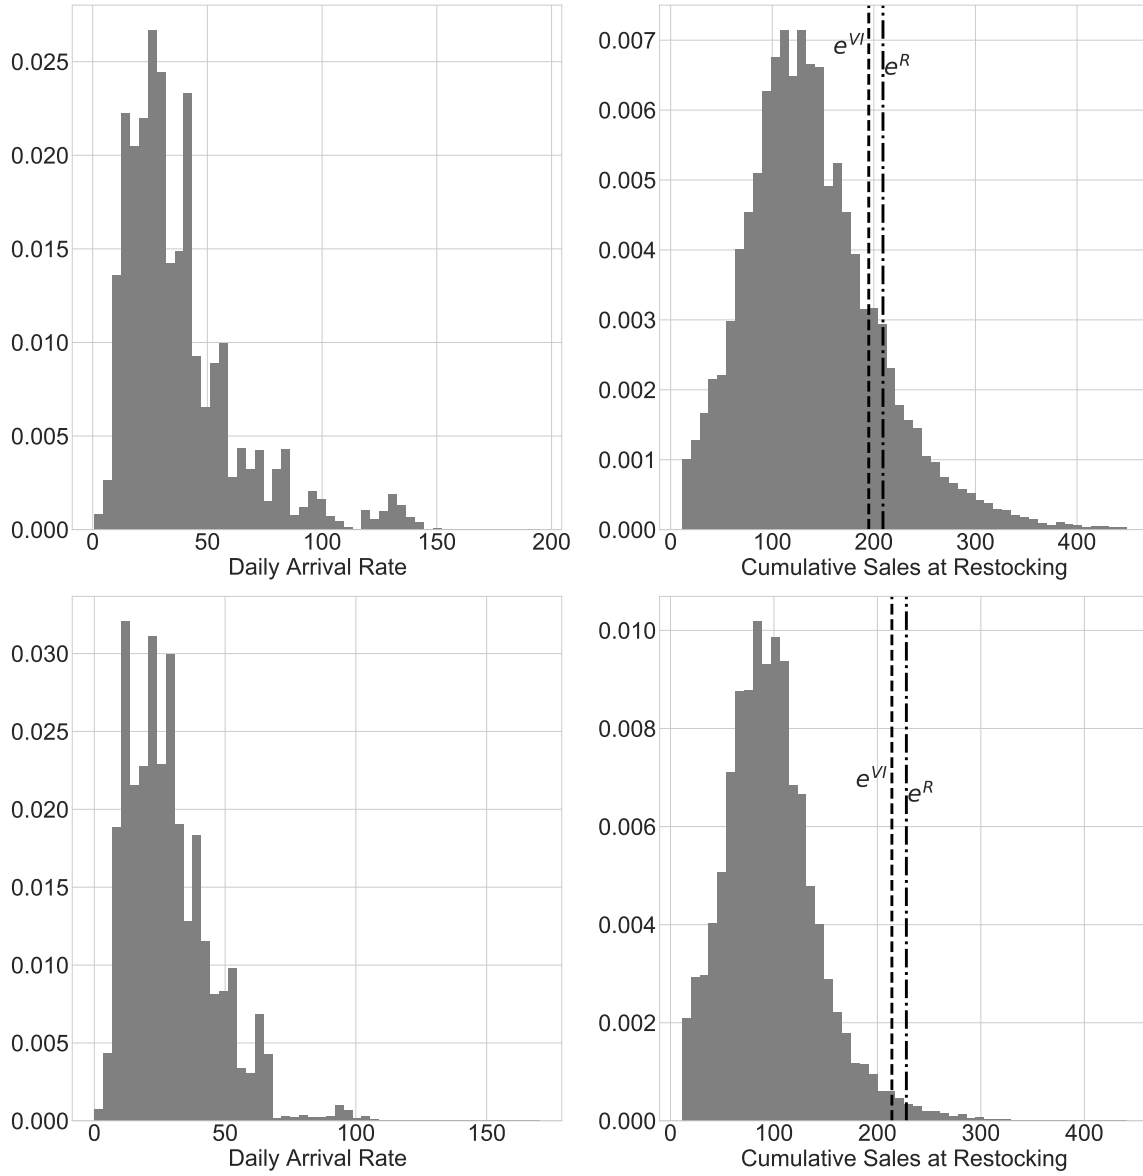 0.025
0.020
0.015
0.010
0.005
0.000
0 50 100 150 200
Daily Arrival Rate
0.007
0.006
0.005
0.004
0.003
0.002
0.001
0.000
e^VI
e^R
0 100 200 300 400
Cumulative Sales at Restocking
0.030
0.025
0.020
0.015
0.010
0.005
0.000
0 50 100 150
Daily Arrival Rate
0.010
0.008
0.006
0.004
0.002
0.000
e^VI
e^R
0 100 200 300 400
Cumulative Sales at Restocking